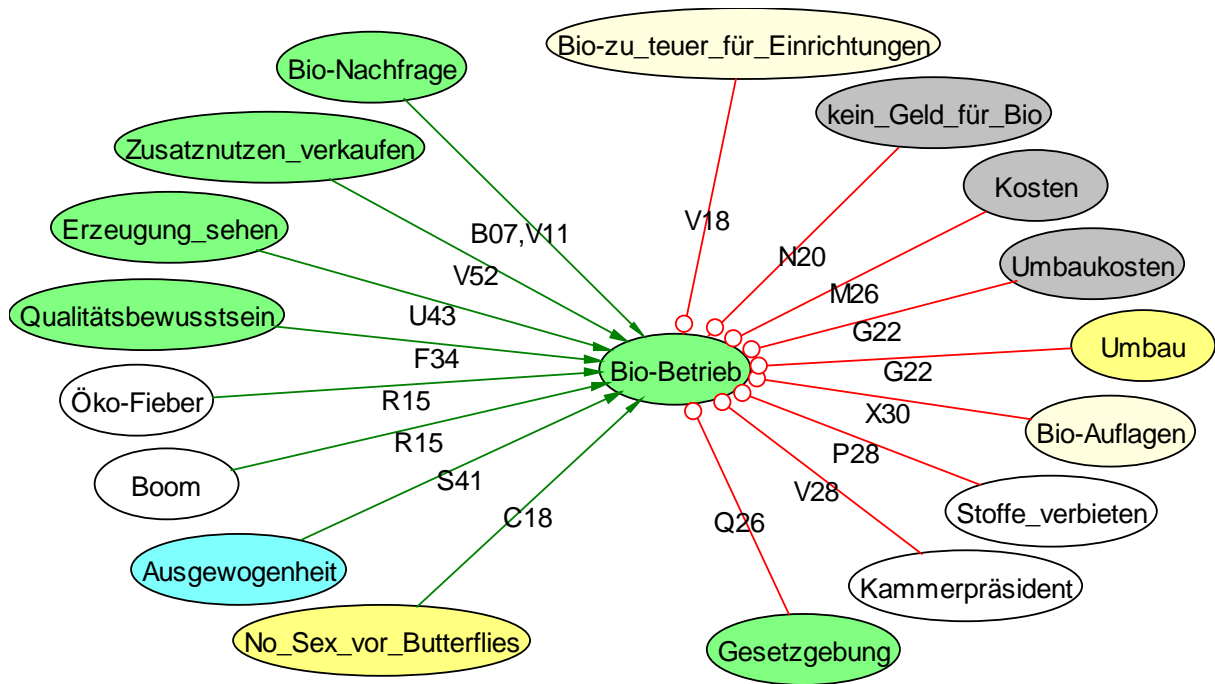 Bio-zu_teuer_für_Einrichtungen
Bio-Nachfrage
kein_Geld_für_Bio
Zusatznutzen_verkaufen
Kosten
Erzeugung_sehen
B07,V11
V18
N20
V52
Umbaukosten
M26
Qualitätsbewusstsein
U43
G22
Umbau
F34
Bio-Betrieb
G22
Öko-Fieber
R15
X30
Bio-Auflagen
R15
P28
Boom
S41
V28
Stoffe_verbieten
C18
Q26
Ausgewogenheit
Kammerpräsident
No_Sex_vor_Butterflies
Gesetzgebung